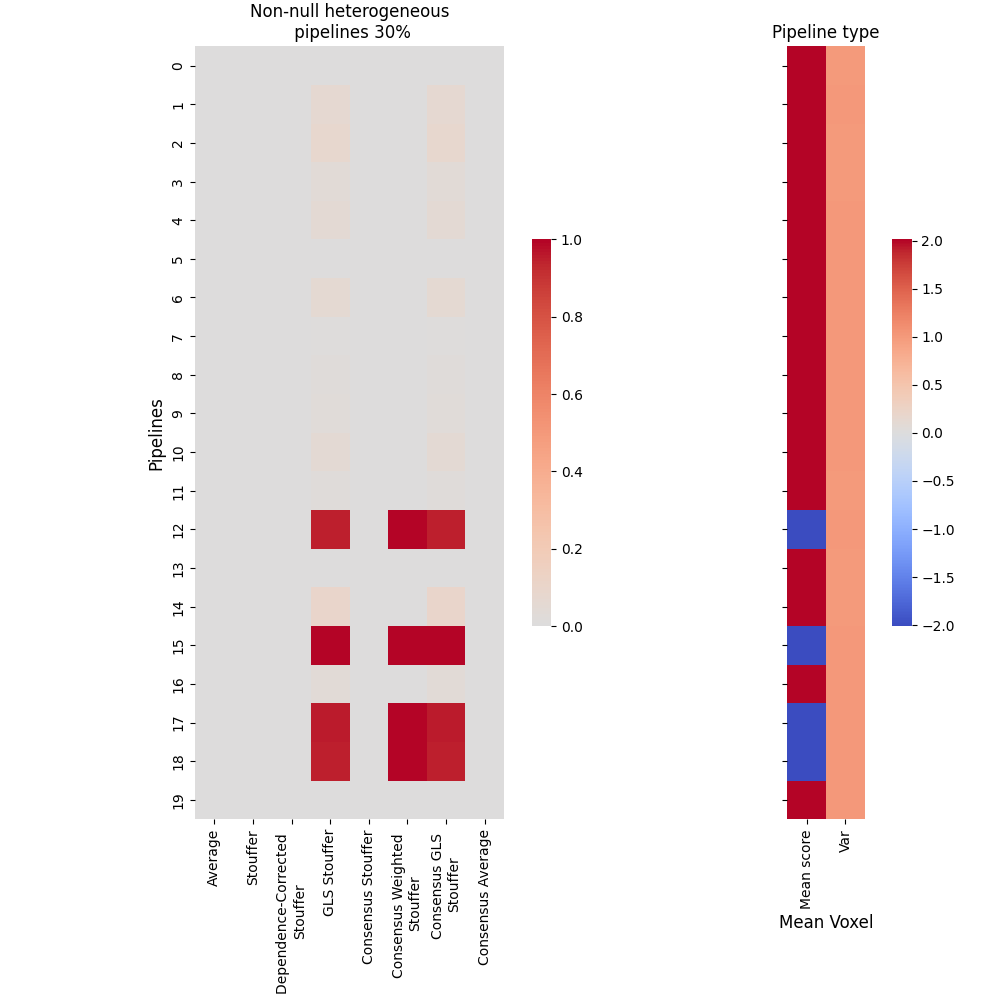 Non-null heterogeneous
pipelines 30%
Pipeline type
Pipelines
0
1
2
3
4
5
6
7
8
9
10
11
12
13
14
15
16
17
18
19
Average
Stouffer
Dependence-Corrected
Stouffer
GLS Stouffer
Consensus Stouffer
Consensus Weighted
Stouffer
Consensus GLS
Stouffer
Consensus Average
1.0
0.8
0.6
0.4
0.2
0.0
Mean score
Var
Mean Voxel
2.0
1.5
1.0
0.5
0.0
−0.5
−1.0
−1.5
−2.0